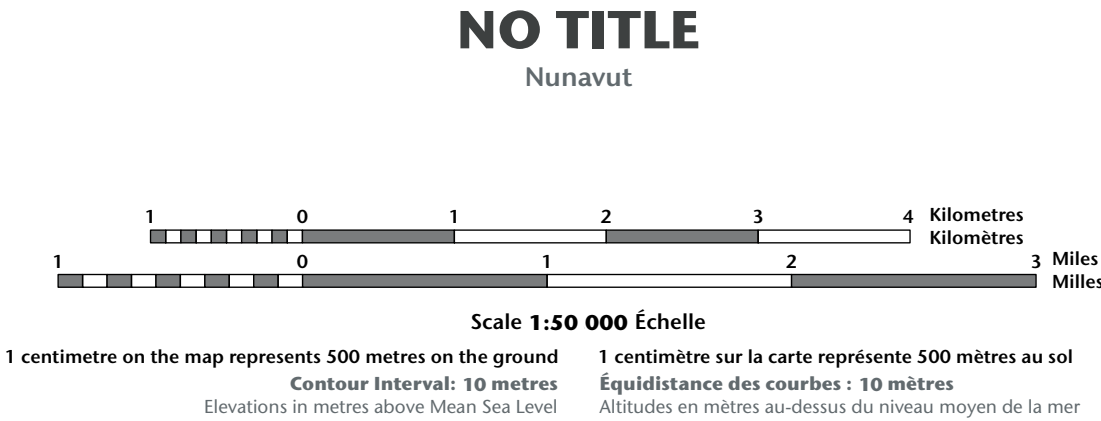 NO TITLE
Nunavut
1 0 1 2 3 4 Kilometres
Kilomètres
1 0 1 2 3 Miles
Milles
Scale 1:50 000 Échelle
1 centimetre on the map represents 500 metres on the ground
Contour Interval: 10 metres
Elevations in metres above Mean Sea Level
1 centimètre sur la carte représente 500 mètres au sol
Équidistance des courbes : 10 mètres
Altitudes en mètres au-dessus du niveau moyen de la mer